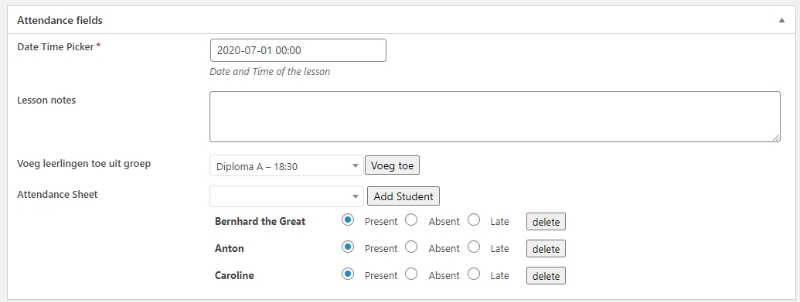 Attendance fields
Date Time Picker *
2020-07-01 00:00
Date and Time of the lesson
Lesson notes
Voeg leerlingen toe uit groep
Diploma A – 18:30
Voeg toe
Attendance Sheet
Add Student
Bernhard the Great Present Absent Late delete
Anton Present Absent Late delete
Caroline Present Absent Late delete